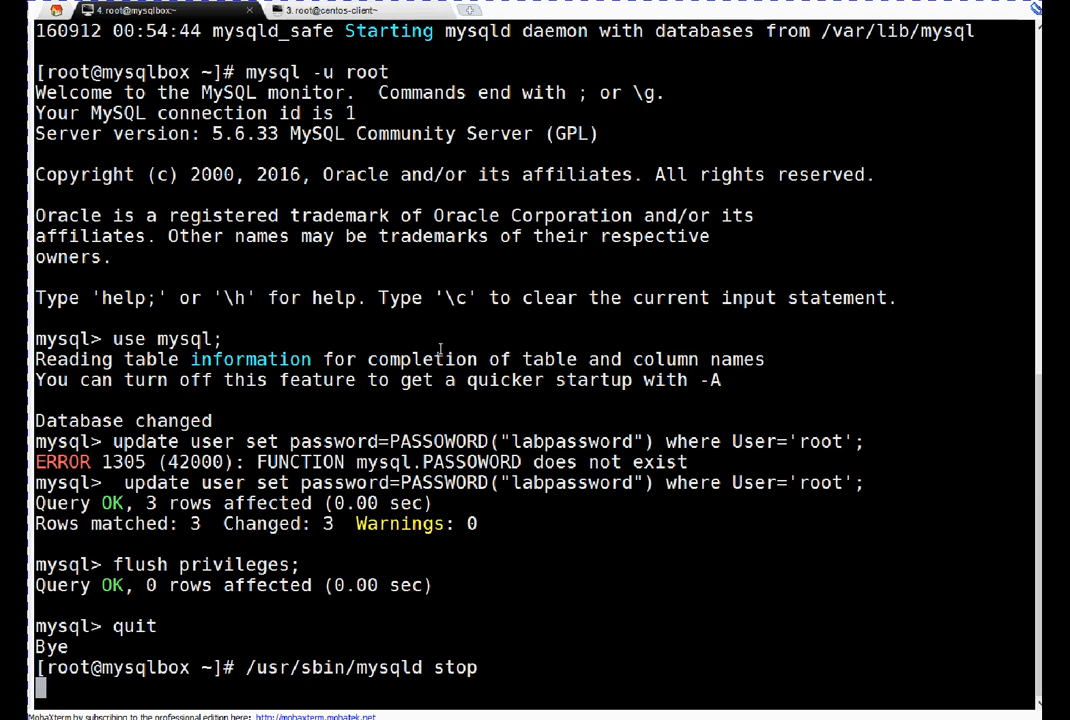 4. root@mysqlbox:~
3. root@centos-client:~
160912 00:54:44 mysqld_safe Starting mysqld daemon with databases from /var/lib/mysql
[root@mysqlbox ~]# mysql -u root
Welcome to the MySQL monitor.  Commands end with ; or \g.
Your MySQL connection id is 1
Server version: 5.6.33 MySQL Community Server (GPL)
Copyright (c) 2000, 2016, Oracle and/or its affiliates. All rights reserved.
Oracle is a registered trademark of Oracle Corporation and/or its
affiliates. Other names may be trademarks of their respective
owners.
Type 'help;' or '\h' for help. Type '\c' to clear the current input statement.
mysql> use mysql;
Reading table information for completion of table and column names
You can turn off this feature to get a quicker startup with -A
Database changed
mysql> update user set password=PASSOWORD("labpassword") where User='root';
ERROR 1305 (42000): FUNCTION mysql.PASSOWORD does not exist
mysql>  update user set password=PASSWORD("labpassword") where User='root';
Query OK, 3 rows affected (0.00 sec)
Rows matched: 3  Changed: 3  Warnings: 0
mysql> flush privileges;
Query OK, 0 rows affected (0.00 sec)
mysql> quit
Bye
[root@mysqlbox ~]# /usr/sbin/mysqld stop
MobaXterm by subscribing to the professional edition here: http://mobaxterm.mobatek.net